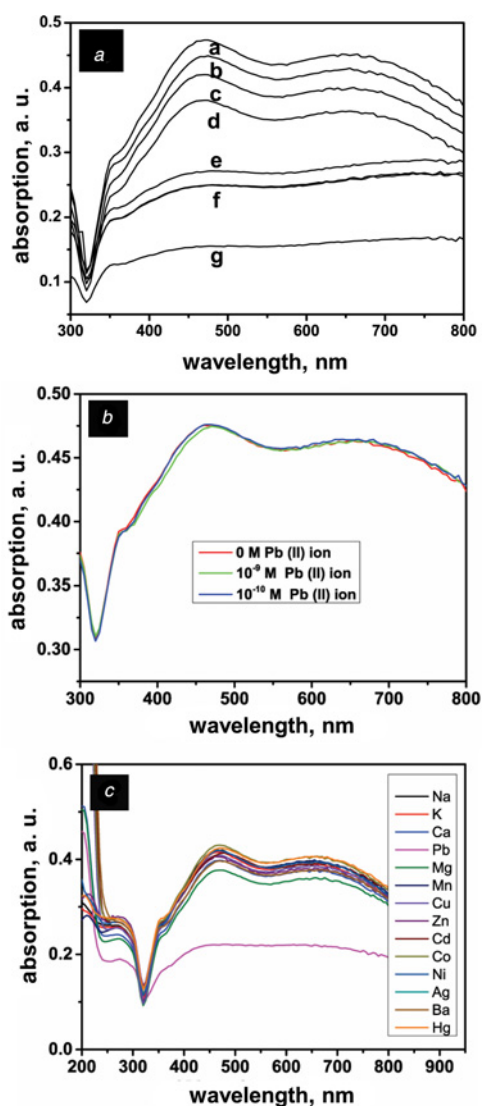 a
0.5
0.4
0.3
0.2
0.1
a
b
c
d
e
f
g
absorption, a. u.
300 400 500 600 700 800
wavelength, nm
b
0.50
0.45
0.40
0.35
0.30
absorption, a. u.
0 M Pb (II) ion
10⁻⁹ M Pb (II) ion
10⁻¹⁰ M Pb (II) ion
300 400 500 600 700 800
wavelength, nm
c
0.6
0.4
0.2
0.0
absorption, a. u.
Na
K
Ca
Pb
Mg
Mn
Cu
Zn
Cd
Co
Ni
Ag
Ba
Hg
200 300 400 500 600 700 800 900
wavelength, nm